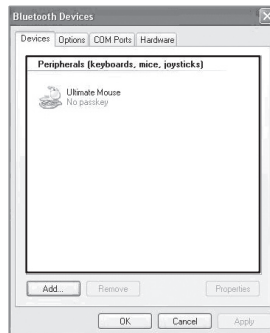 Bluetooth Devices
Devices Options COM Ports Hardware
Peripherals (keyboards, mice, joysticks)
Ultimate Mouse
No passkey
Add... Remove Properties
OK Cancel Apply